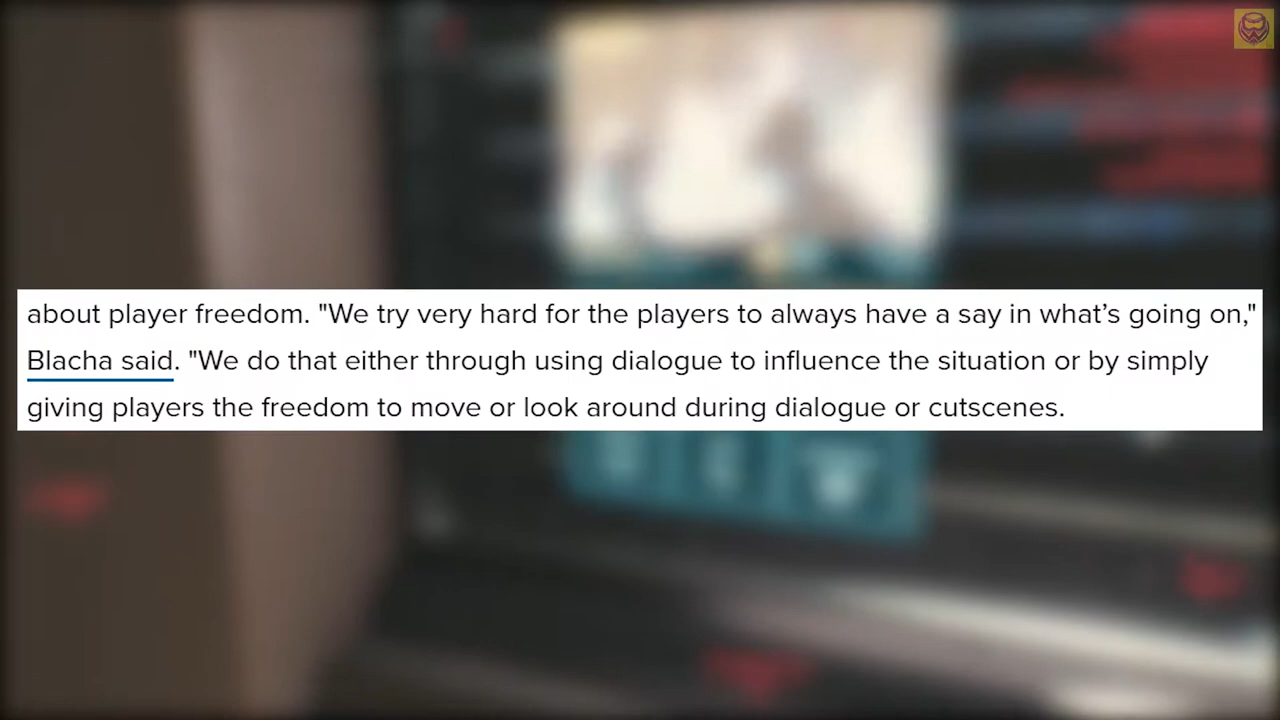 about player freedom. "We try very hard for the players to always have a say in what’s going on,"
Blacha said. "We do that either through using dialogue to influence the situation or by simply
giving players the freedom to move or look around during dialogue or cutscenes.